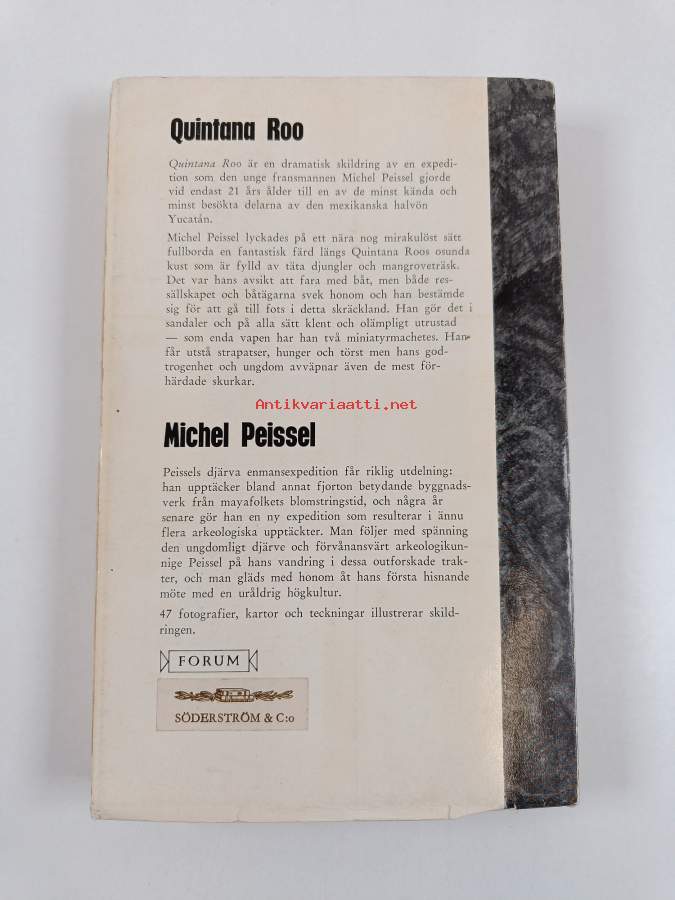 Quintana Roo
Quintana Roo är en dramatisk skildring av en expedi-
tion som den unge fransmannen Michel Peissel gjorde
vid endast 21 års ålder till en av de minst kända och
minst besökta delarna av den mexikanska halvön
Yucatán.
Michel Peissel lyckades på ett nära nog mirakulöst sätt
fullborda en fantastisk färd längs Quintana Roos osunda
kust som är fylld av täta djungler och mangroveträsk.
Det var hans avsikt att fara med båt, men både res-
sällskapet och båtägarna svek honom och han bestämde
sig för att gå till fots i detta skräckland. Han gör det i
sandaler och på alla sätt klent och olämpligt utrustad
— som enda vapen har han två miniatyrmachetes. Han
får utstå strapatser, hunger och törst men hans god-
trogenhet och ungdom avväpnar även de mest för-
härdade skurkar.
Antikvariaatti.net
Michel Peissel
Peissels djärva enmansexpedition får riklig utdelning:
han upptäcker bland annat fjorton betydande byggnads-
verk från mayafolkets blomstringstid, och några år
senare gör han en ny expedition som resulterar i ännu
flera arkeologiska upptäckter. Man följer med spänning
den ungdomligt djärve och förvånansvärt arkeologikun-
nige Peissel på hans vandring i dessa outforskade trak-
ter, och man gläds med honom åt hans första hisnande
möte med en uråldrig högkultur.
47 fotografier, kartor och teckningar illustrerar skild-
ringen.
FORUM
SÖDERSTRÖM & C:o